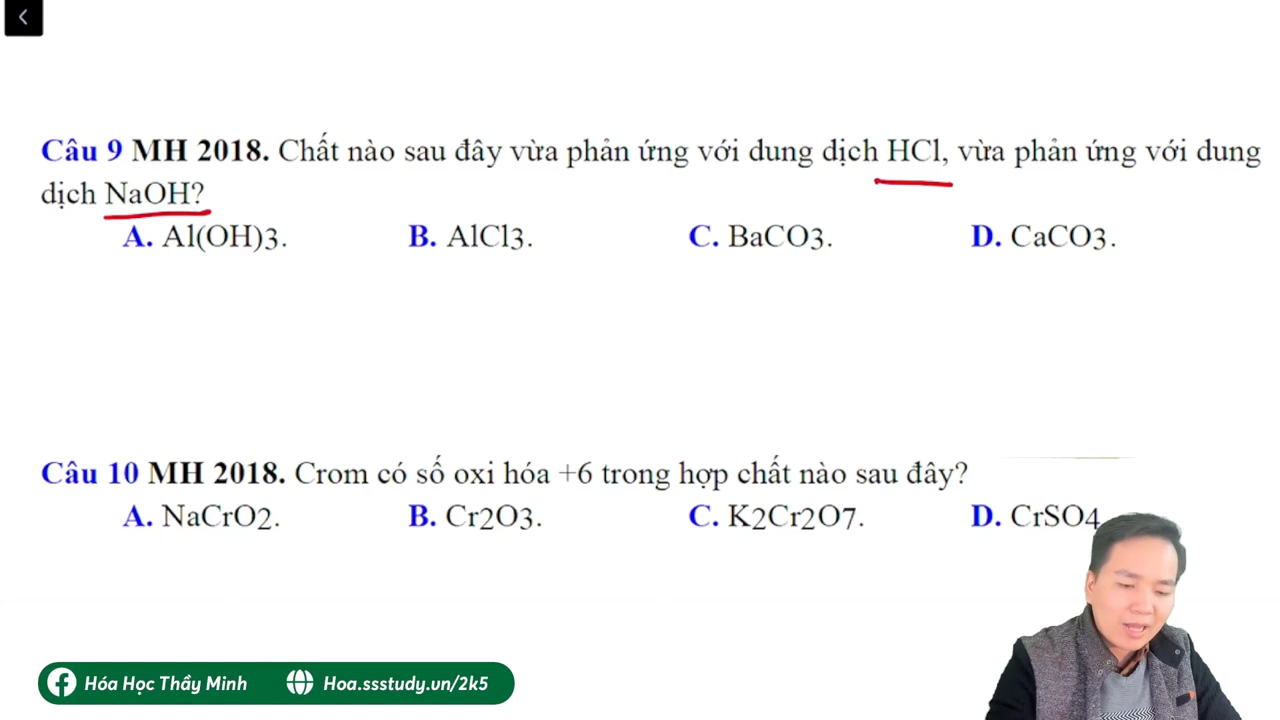 Câu 9 MH 2018. Chất nào sau đây vừa phản ứng với dung dịch HCl, vừa phản ứng với dung
dịch NaOH?
A. Al(OH)3. B. AlCl3. C. BaCO3. D. CaCO3.
Câu 10 MH 2018. Crom có số oxi hóa +6 trong hợp chất nào sau đây?
A. NaCrO2. B. Cr2O3. C. K2Cr2O7. D. CrSO4
Hóa Học Thầy Minh Hoa.ssstudy.vn/2k5